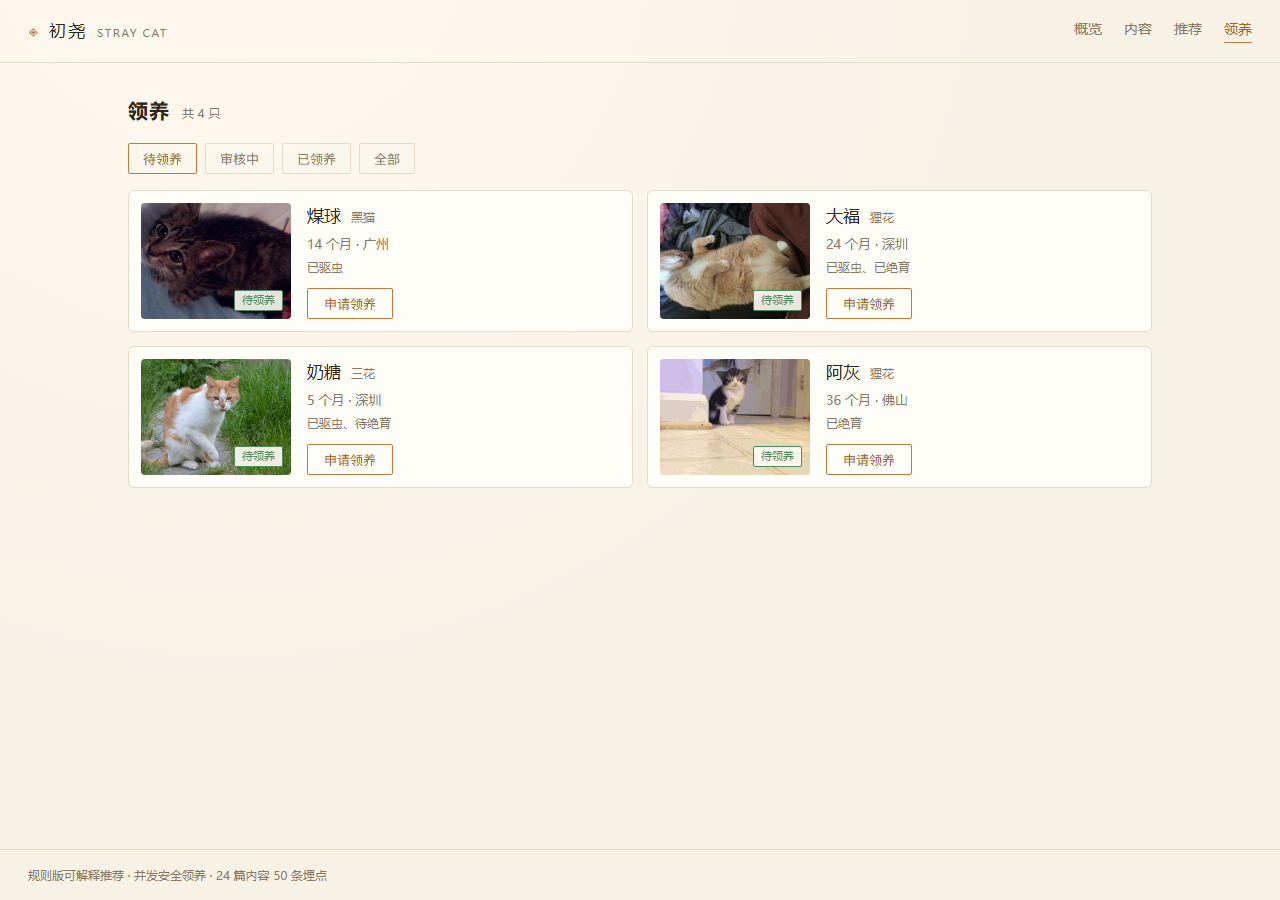 ◈ 初尧 STRAY CAT
概览 内容 推荐 领养
领养 共 4 只
待领养 审核中 已领养 全部
待领养
煤球 黑猫
14 个月 · 广州
已驱虫
申请领养
待领养
大福 狸花
24 个月 · 深圳
已驱虫、已绝育
申请领养
待领养
奶糖 三花
5 个月 · 深圳
已驱虫、待绝育
申请领养
待领养
阿灰 狸花
36 个月 · 佛山
已绝育
申请领养
规则版可解释推荐 · 并发安全领养 · 24 篇内容 50 条埋点